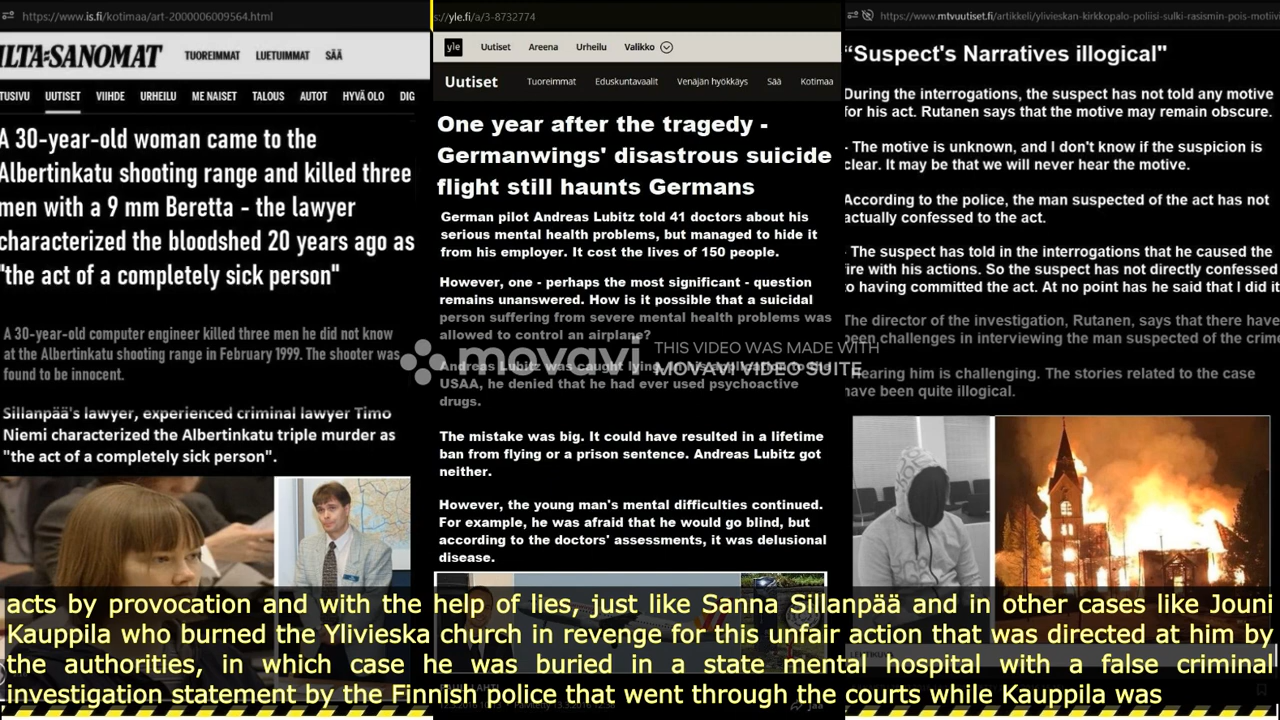 https://www.is.fi/kotimaa/art-2000006009564.html
ILTA-SANOMAT
TUOREIMMAT LUETUIMMAT SÄÄ
TUSIVU UUTISET VIIHDE URHEILU ME NAISET TALOUS AUTOT HYVÄ OLO DIG
A 30-year-old woman came to the
Albertinkatu shooting range and killed three
men with a 9 mm Beretta - the lawyer
characterized the bloodshed 20 years ago as
"the act of a completely sick person"
A 30-year-old computer engineer killed three men he did not know
at the Albertinkatu shooting range in February 1999. The shooter was
found to be innocent.
Sillanpää's lawyer, experienced criminal lawyer Timo
Niemi characterized the Albertinkatu triple murder as
"the act of a completely sick person".
s://yle.fi/a/3-8732774
yle Uutiset Areena Urheilu Valikko
Uutiset Tuoreimmat Eduskuntavaalit Venäjän hyökkäys Sää Kotimaa
One year after the tragedy -
Germanwings' disastrous suicide
flight still haunts Germans
German pilot Andreas Lubitz told 41 doctors about his
serious mental health problems, but managed to hide it
from his employer. It cost the lives of 150 people.
However, one - perhaps the most significant - question
remains unanswered. How is it possible that a suicidal
person suffering from severe mental health problems was
allowed to control an airplane?
Andreas Lubitz was caught lying on his application to the
USAA, he denied that he had ever used psychoactive
drugs.
The mistake was big. It could have resulted in a lifetime
ban from flying or a prison sentence. Andreas Lubitz got
neither.
However, the young man's mental difficulties continued.
For example, he was afraid that he would go blind, but
according to the doctors' assessments, it was delusional
disease.
https://www.mtvuutiset.fi/artikkeli/ylivieskan-kirkkopalo-poliisi-sulki-rasismin-pois-motiivi
"Suspect's Narratives illogical"
During the interrogations, the suspect has not told any motive
for his act. Rutanen says that the motive may remain obscure.
- The motive is unknown, and I don't know if the suspicion is
clear. It may be that we will never hear the motive.
According to the police, the man suspected of the act has not
actually confessed to the act.
- The suspect has told in the interrogations that he caused the
fire with his actions. So the suspect has not directly confessed
to having committed the act. At no point has he said that I did it
The director of the investigation, Rutanen, says that there have
been challenges in interviewing the man suspected of the crime
Hearing him is challenging. The stories related to the case
have been quite illogical.
movavi
THIS VIDEO WAS MADE WITH
MOVAVI VIDEO SUITE
acts by provocation and with the help of lies, just like Sanna Sillanpää and in other cases like Jouni
Kauppila who burned the Ylivieska church in revenge for this unfair action that was directed at him by
the authorities, in which case he was buried in a state mental hospital with a false criminal
investigation statement by the Finnish police that went through the courts while Kauppila was